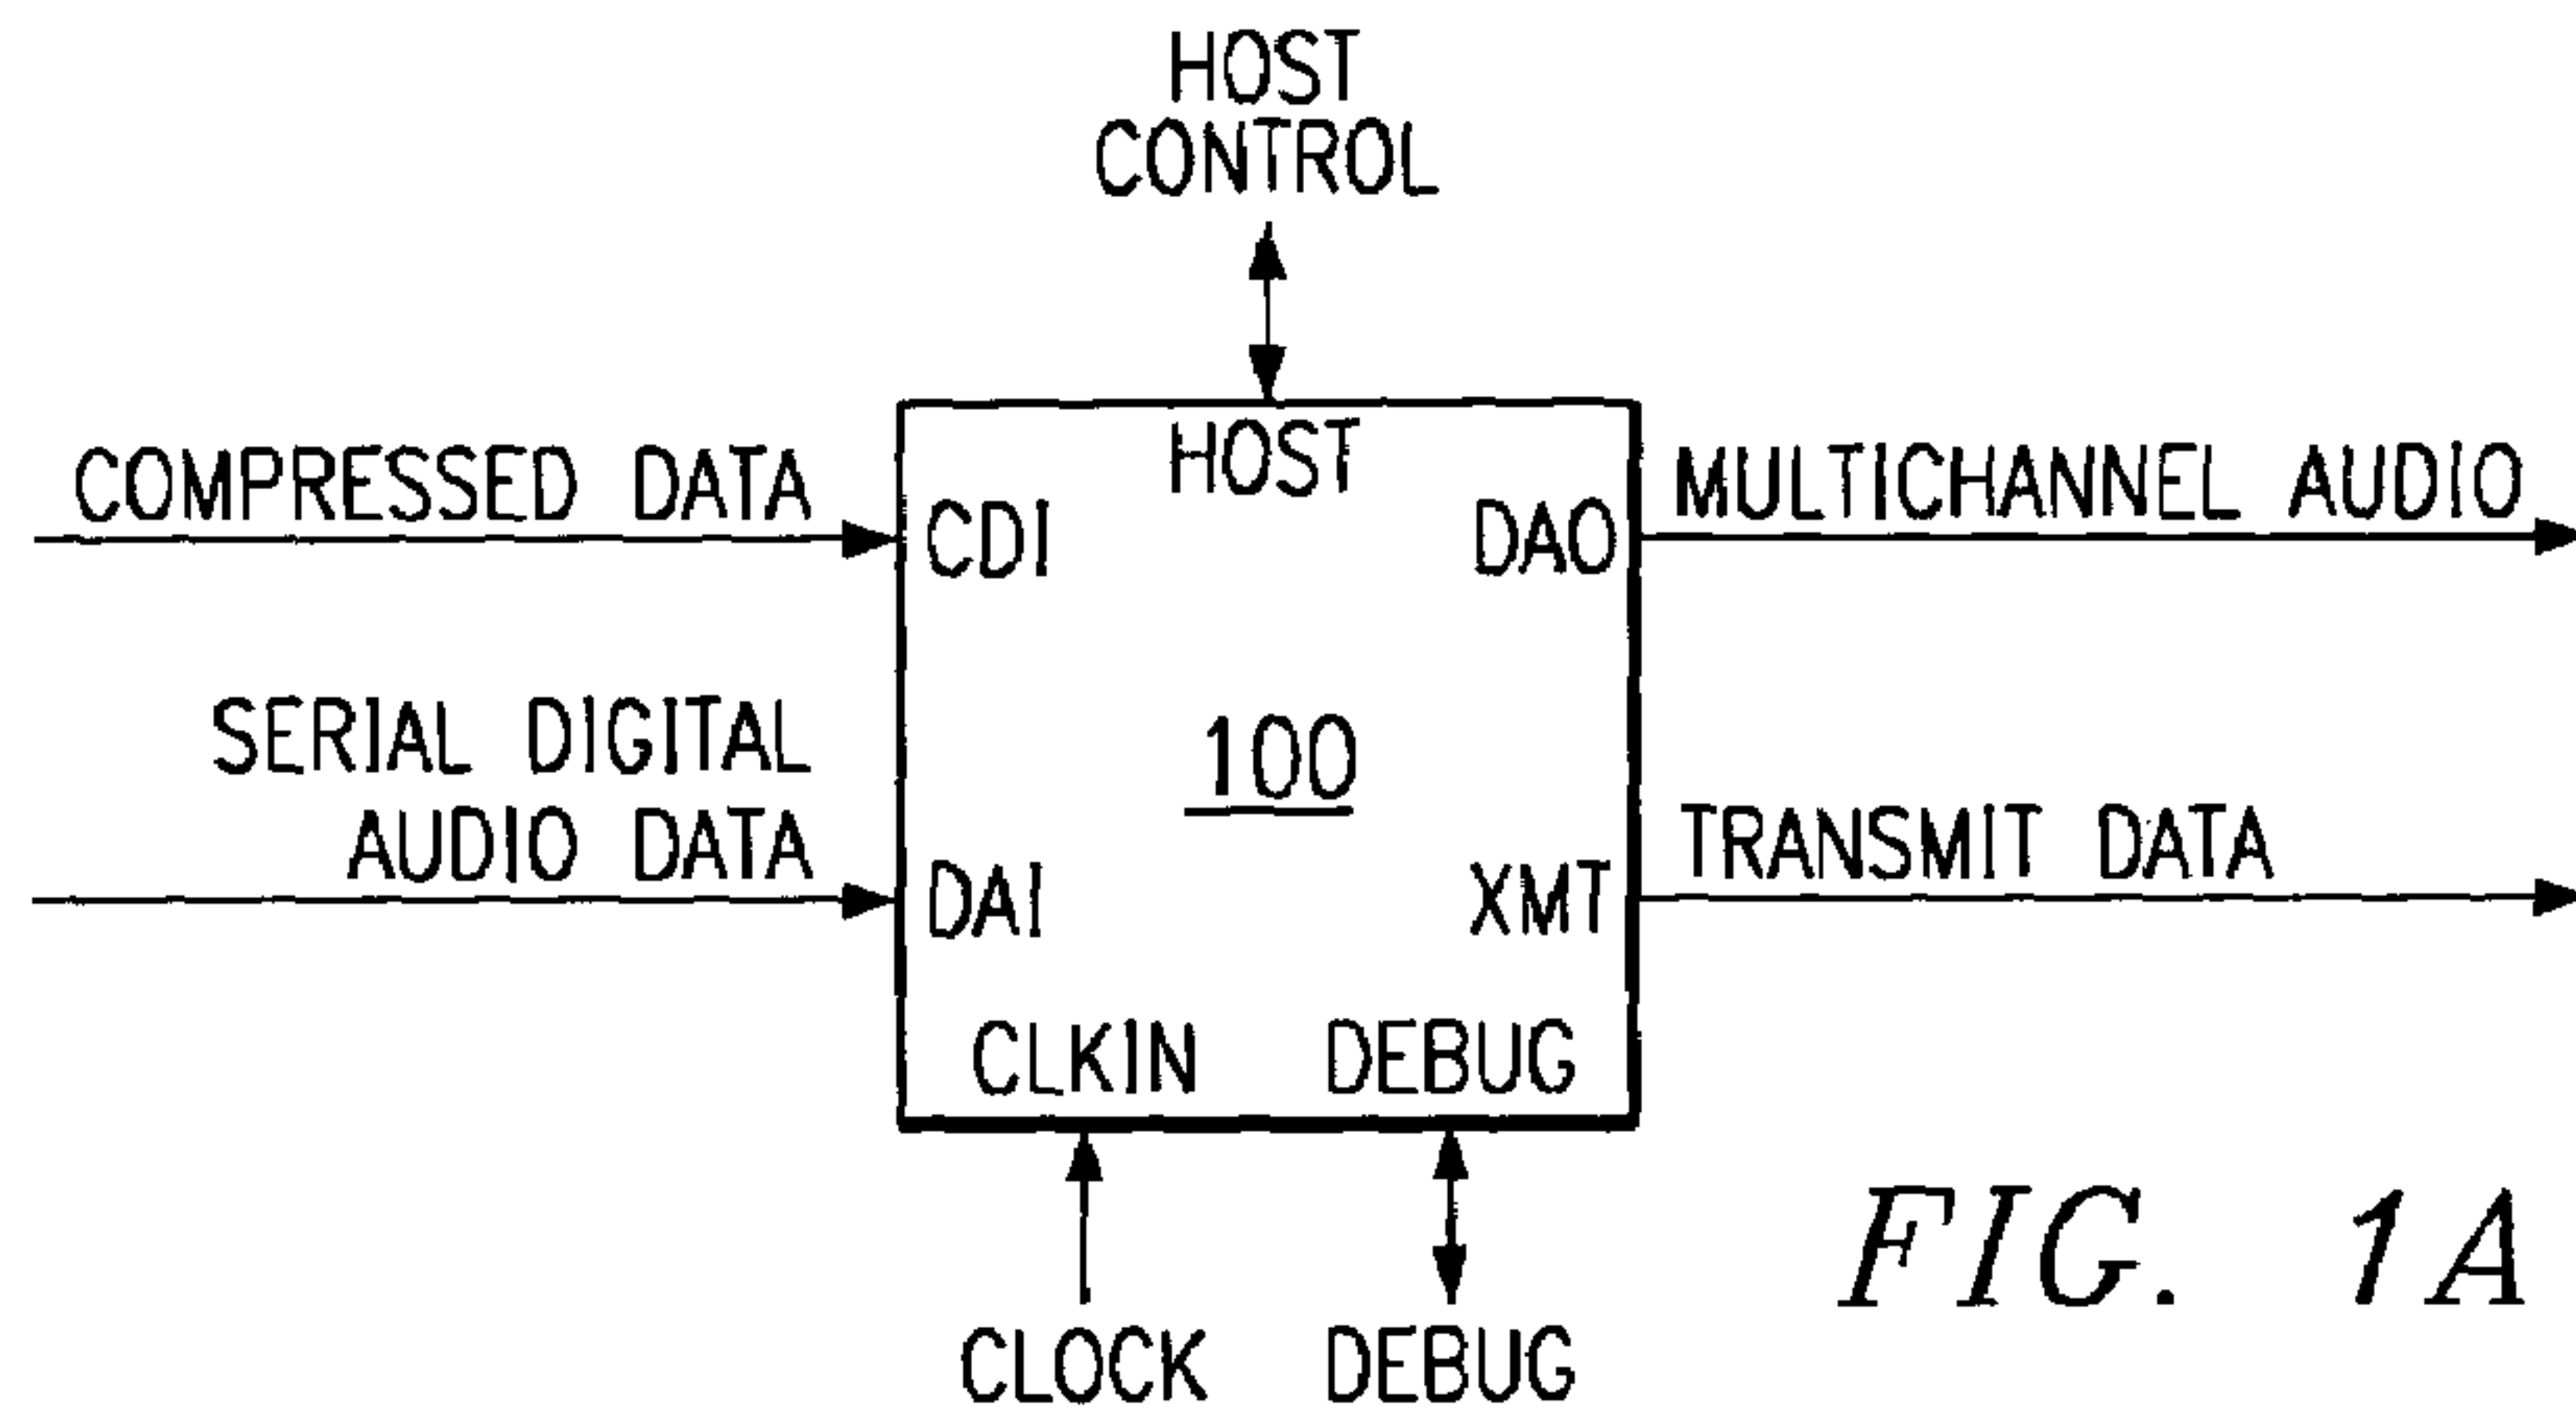 HOST
CONTROL
HOST
COMPRESSED DATA
CDI
DAO
MULTICHANNEL AUDIO
SERIAL DIGITAL
AUDIO DATA
100
DAI
XMT
TRANSMIT DATA
CLKIN
DEBUG
CLOCK
DEBUG
FIG. 1A